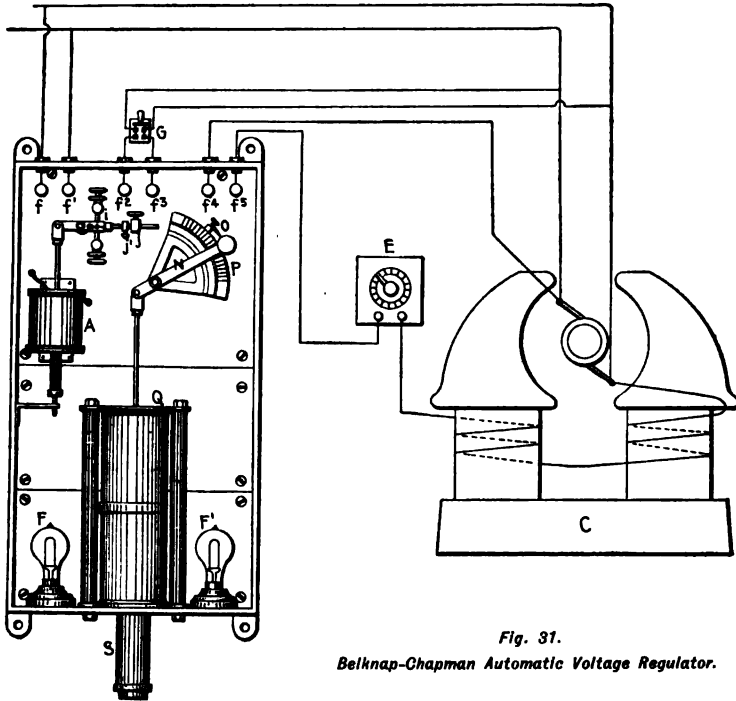 G
f f' f2 f3 f4 f5
i
j' j
O
N P
E
A
Q
F F'
C
S
Fig. 31.
Belknap-Chapman Automatic Voltage Regulator.